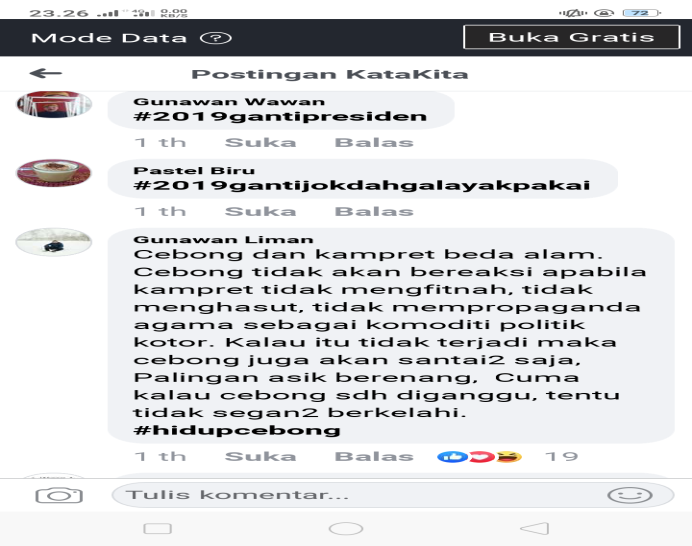 23.26 4G 0.00 KB/S 72
Mode Data ? Buka Gratis
Postingan KataKita
Gunawan Wawan
#2019gantipresiden
1 th Suka Balas
Pastel Biru
#2019gantijokdahgalayakpakai
1 th Suka Balas
Gunawan Liman
Cebong dan kampret beda alam.
Cebong tidak akan bereaksi apabila
kampret tidak mengfitnah, tidak
menghasut, tidak mempropaganda
agama sebagai komoditi politik
kotor. Kalau itu tidak terjadi maka
cebong juga akan santai2 saja,
Palingan asik berenang, Cuma
kalau cebong sdh diganggu, tentu
tidak segan2 berkelahi.
#hidupcebong
1 th Suka Balas 19
Tulis komentar...